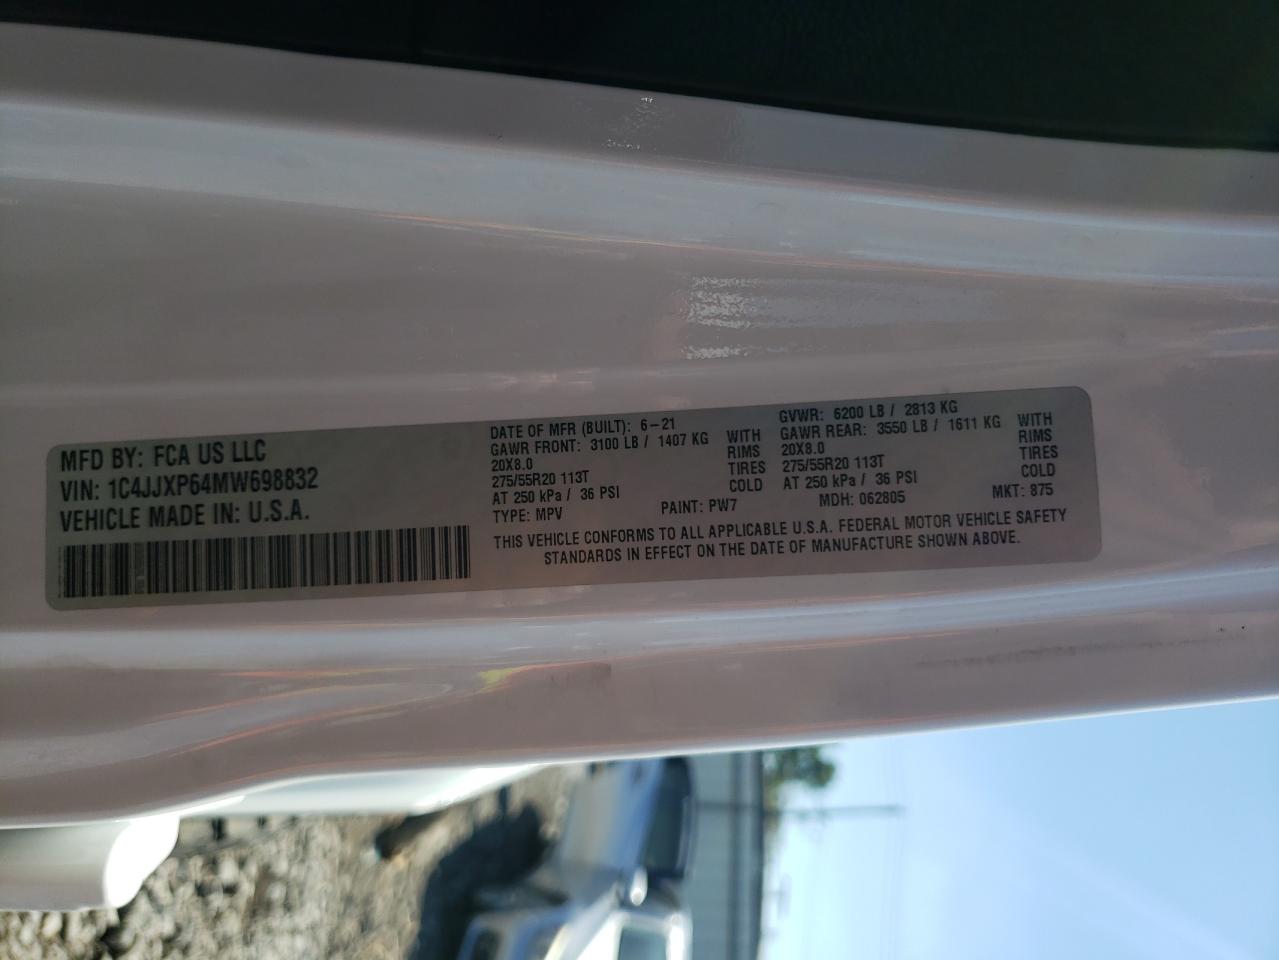 MFD BY: FCA US LLC
VIN: 1C4JJXP64MW698832
VEHICLE MADE IN: U.S.A.
DATE OF MFR (BUILT): 6-21
GAWR FRONT: 3100 LB / 1407 KG WITH
20X8.0 RIMS
275/55R20 113T TIRES
AT 250 kPa / 36 PSI COLD
TYPE: MPV PAINT: PW7
GVWR: 6200 LB / 2813 KG
GAWR REAR: 3550 LB / 1611 KG WITH
20X8.0 RIMS
275/55R20 113T TIRES
AT 250 kPa / 36 PSI COLD
MDH: 062805 MKT: 875
THIS VEHICLE CONFORMS TO ALL APPLICABLE U.S.A. FEDERAL MOTOR VEHICLE SAFETY
STANDARDS IN EFFECT ON THE DATE OF MANUFACTURE SHOWN ABOVE.